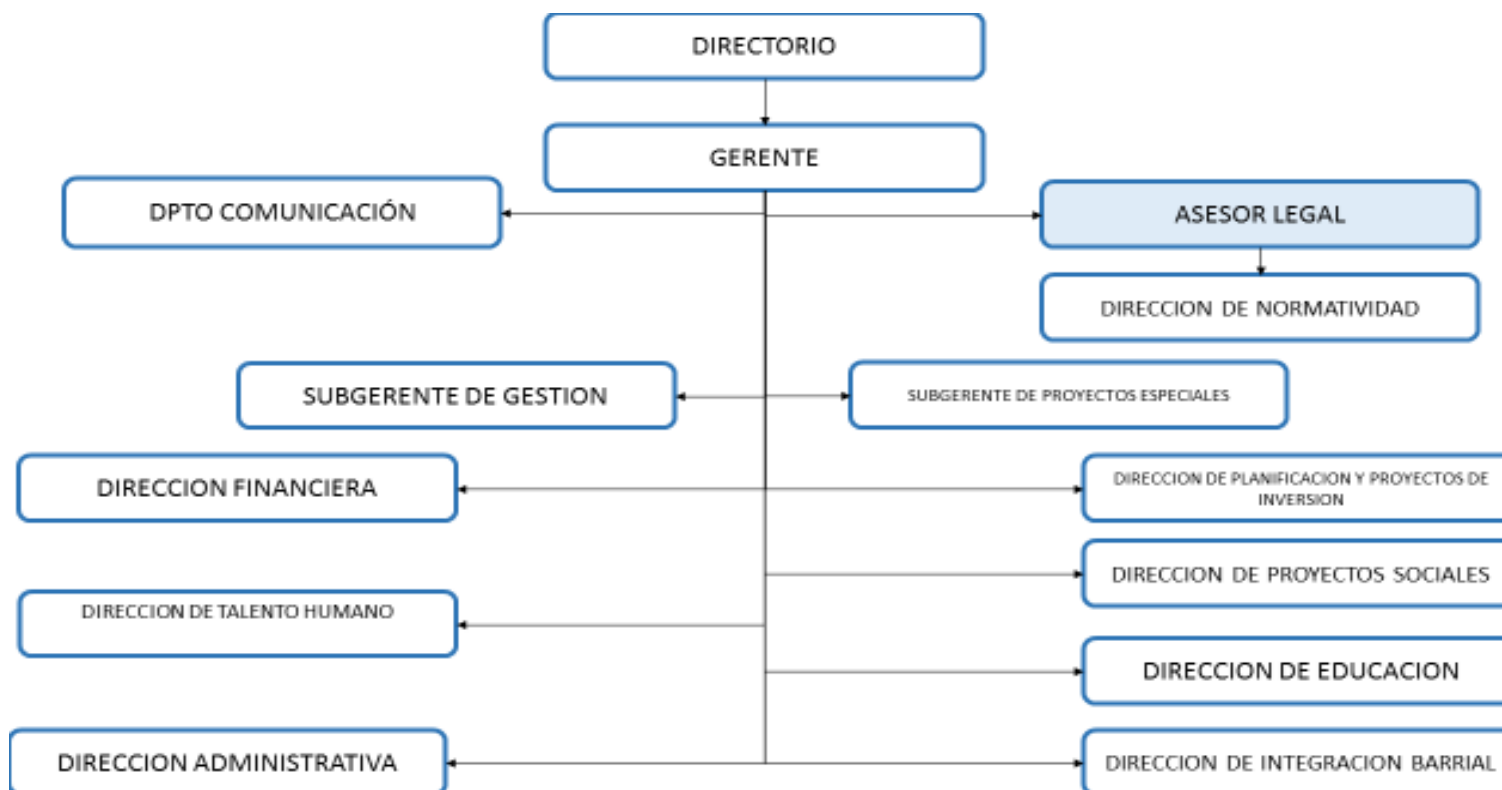 DIRECTORIO
GERENTE
DPTO COMUNICACIÓN
ASESOR LEGAL
DIRECCION DE NORMATIVIDAD
SUBGERENTE DE GESTION
SUBGERENTE DE PROYECTOS ESPECIALES
DIRECCION FINANCIERA
DIRECCION DE PLANIFICACION Y PROYECTOS DE
INVERSION
DIRECCION DE PROYECTOS SOCIALES
DIRECCION DE TALENTO HUMANO
DIRECCION DE EDUCACION
DIRECCION ADMINISTRATIVA
DIRECCION DE INTEGRACION BARRIAL